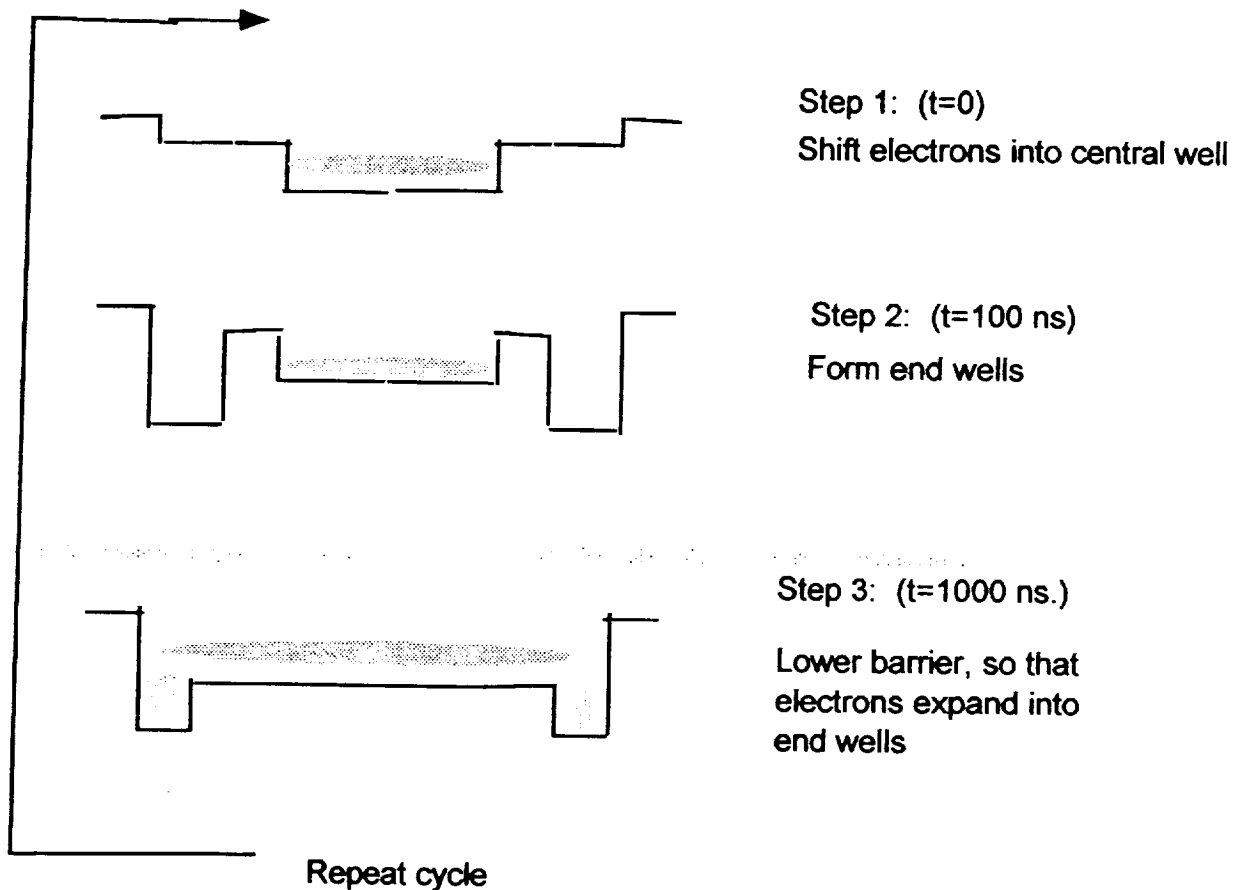 Step 1: (t=0)
Shift electrons into central well
Step 2: (t=100 ns)
Form end wells
Step 3: (t=1000 ns.)
Lower barrier, so that
electrons expand into
end wells
Repeat cycle